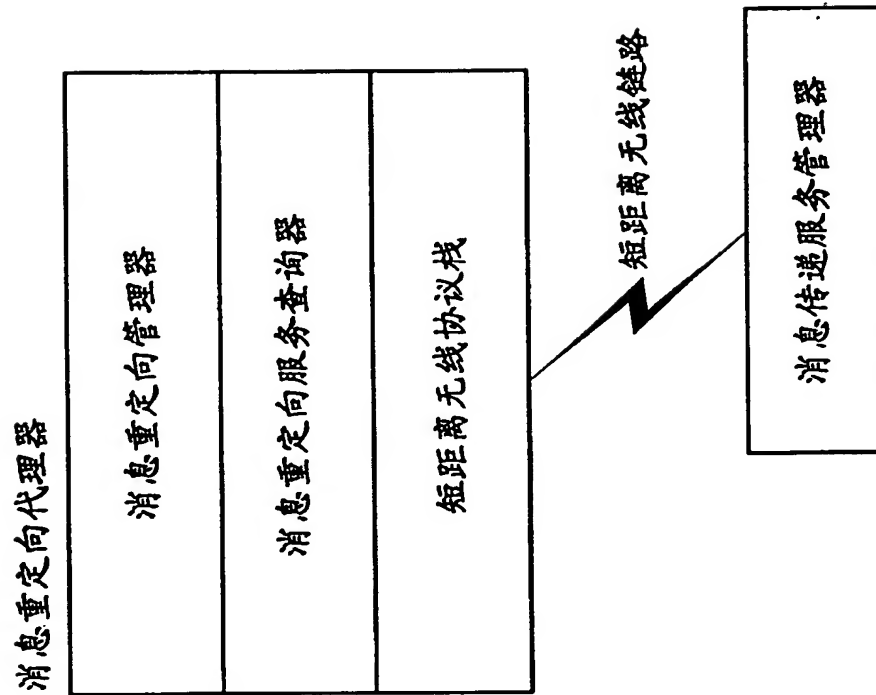 消息重定向代理器
消息重定向管理器
消息重定向服务查询器
短距离无线协议栈
短距离无线链路
消息传递服务管理器